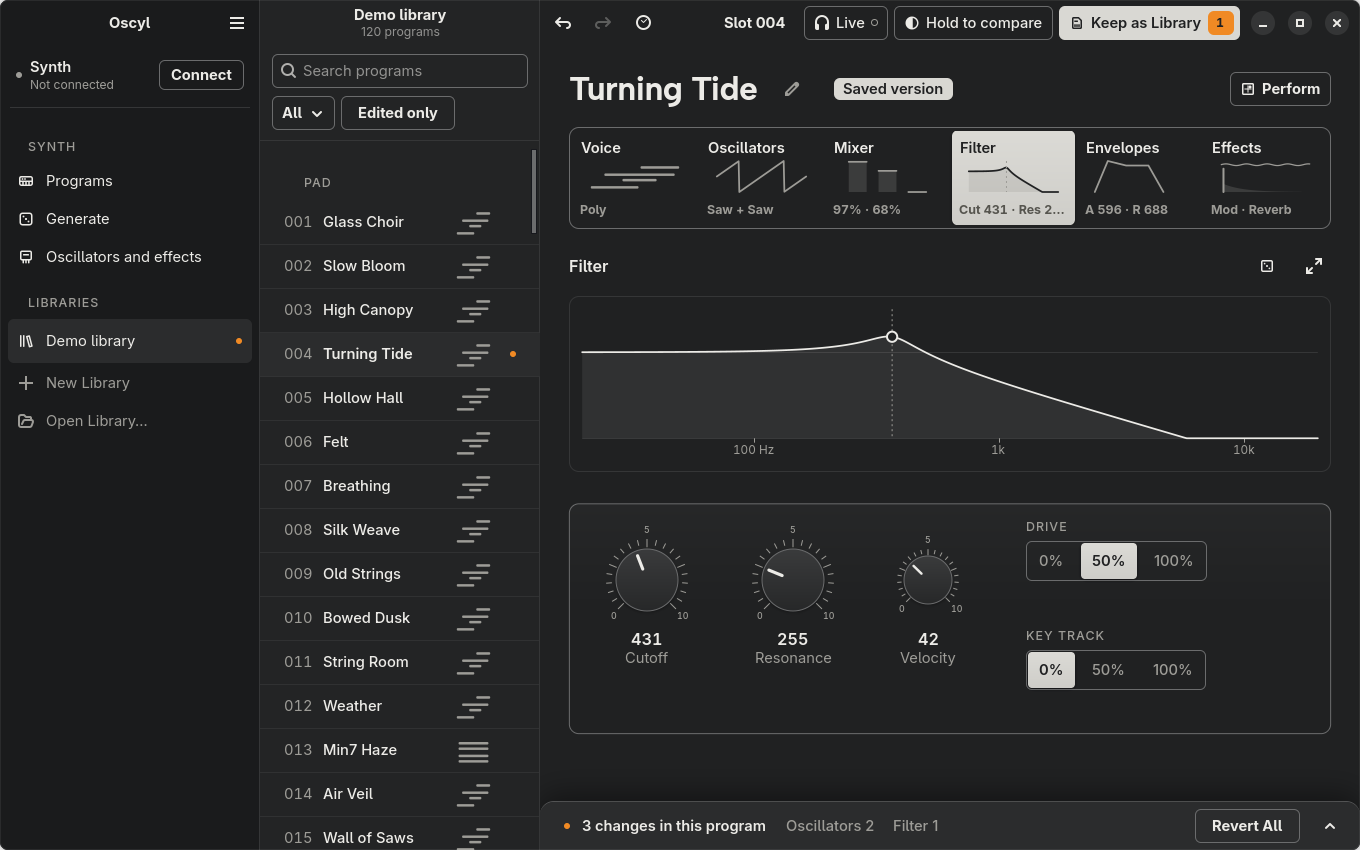 Oscyl
Synth
Not connected
Connect
SYNTH
Programs
Generate
Oscillators and effects
LIBRARIES
Demo library
New Library
Open Library...
Demo library
120 programs
Search programs
All
Edited only
PAD
001 Glass Choir
002 Slow Bloom
003 High Canopy
004 Turning Tide
005 Hollow Hall
006 Felt
007 Breathing
008 Silk Weave
009 Old Strings
010 Bowed Dusk
011 String Room
012 Weather
013 Min7 Haze
014 Air Veil
015 Wall of Saws
Slot 004
Live
Hold to compare
Keep as Library 1
Turning Tide
Saved version
Perform
Voice
Poly
Oscillators
Saw + Saw
Mixer
97% · 68%
Filter
Cut 431 · Res 2...
Envelopes
A 596 · R 688
Effects
Mod · Reverb
Filter
100 Hz 1k 10k
5
0 10
431
Cutoff
5
0 10
255
Resonance
5
0 10
42
Velocity
DRIVE
0% 50% 100%
KEY TRACK
0% 50% 100%
3 changes in this program Oscillators 2 Filter 1
Revert All